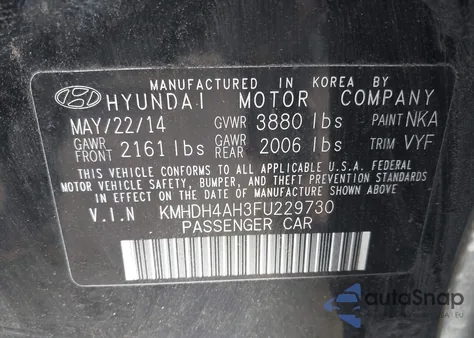 MANUFACTURED IN KOREA BY
HYUNDAI MOTOR COMPANY
MAY/22/14 GVWR 3880 lbs PAINT NKA
GAWR FRONT 2161 lbs GAWR REAR 2006 lbs TRIM VYF
THIS VEHICLE CONFORMS TO ALL APPLICABLE U.S.A. FEDERAL
MOTOR VEHICLE SAFETY, BUMPER, AND THEFT PREVENTION STANDARDS
IN EFFECT ON THE DATE OF MANUFACTURE SHOWN ABOVE.
V.I.N KMHDH4AH3FU229730
PASSENGER CAR
autoSnap